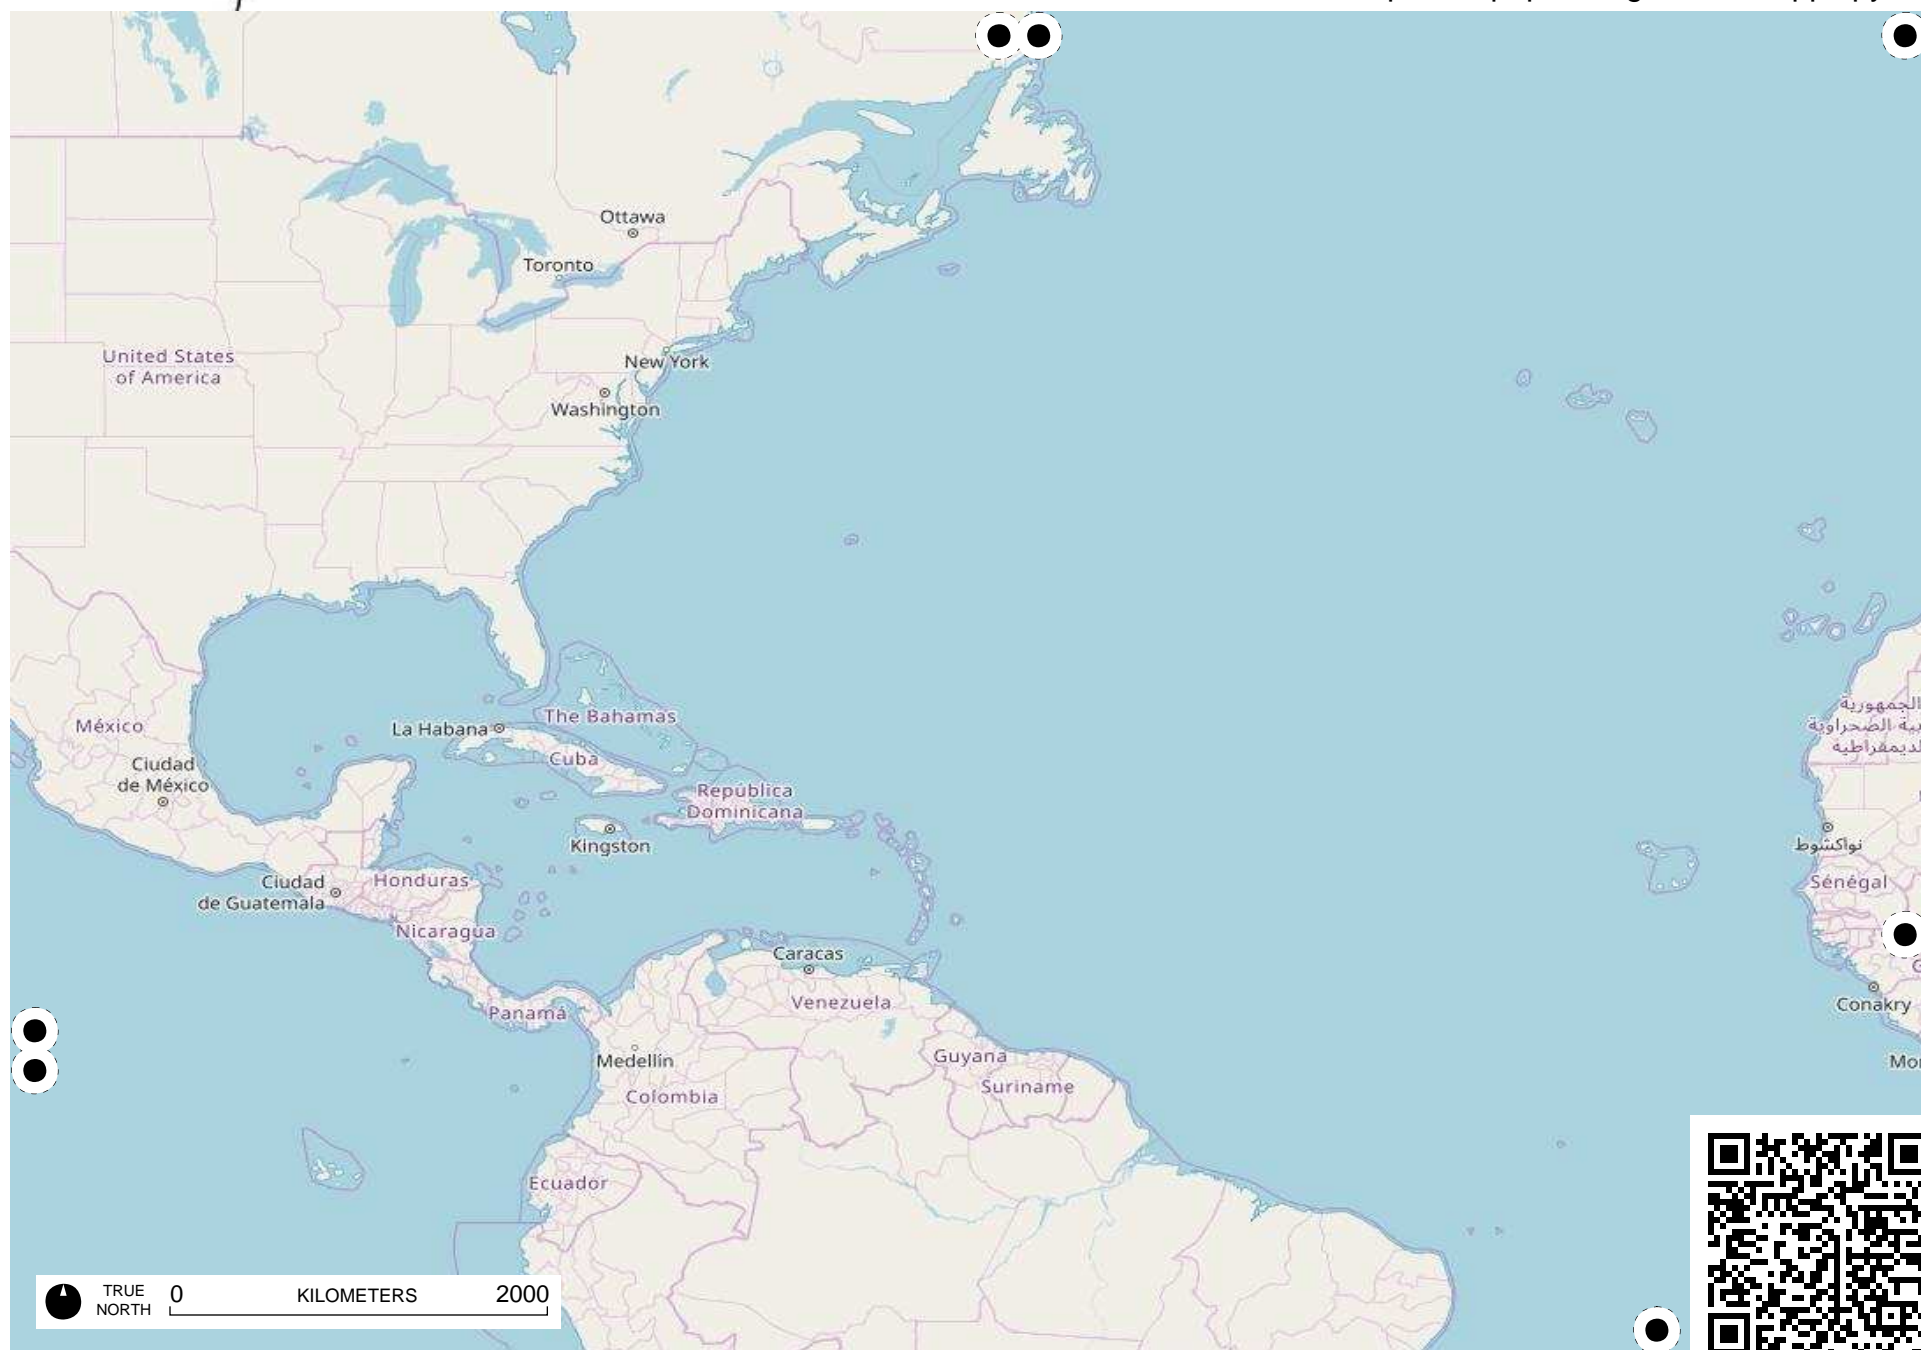 Ottawa
Toronto
United States
of America
New York
Washington
México
Ciudad
de México
La Habana
The Bahamas
Cuba
República
Dominicana
Kingston
Ciudad
de Guatemala
Honduras
Nicaragua
Caracas
Venezuela
Panamá
Medellín
Colombia
Guyana
Suriname
Ecuador
نواكشوط
Sénégal
Conakry
TRUE
NORTH
0 KILOMETERS 2000